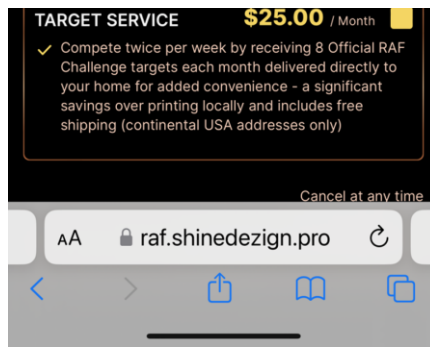 TARGET SERVICE $25.00 / Month
Compete twice per week by receiving 8 Official RAF
Challenge targets each month delivered directly to
your home for added convenience - a significant
savings over printing locally and includes free
shipping (continental USA addresses only)
Cancel at any time
AA raf.shinedezign.pro